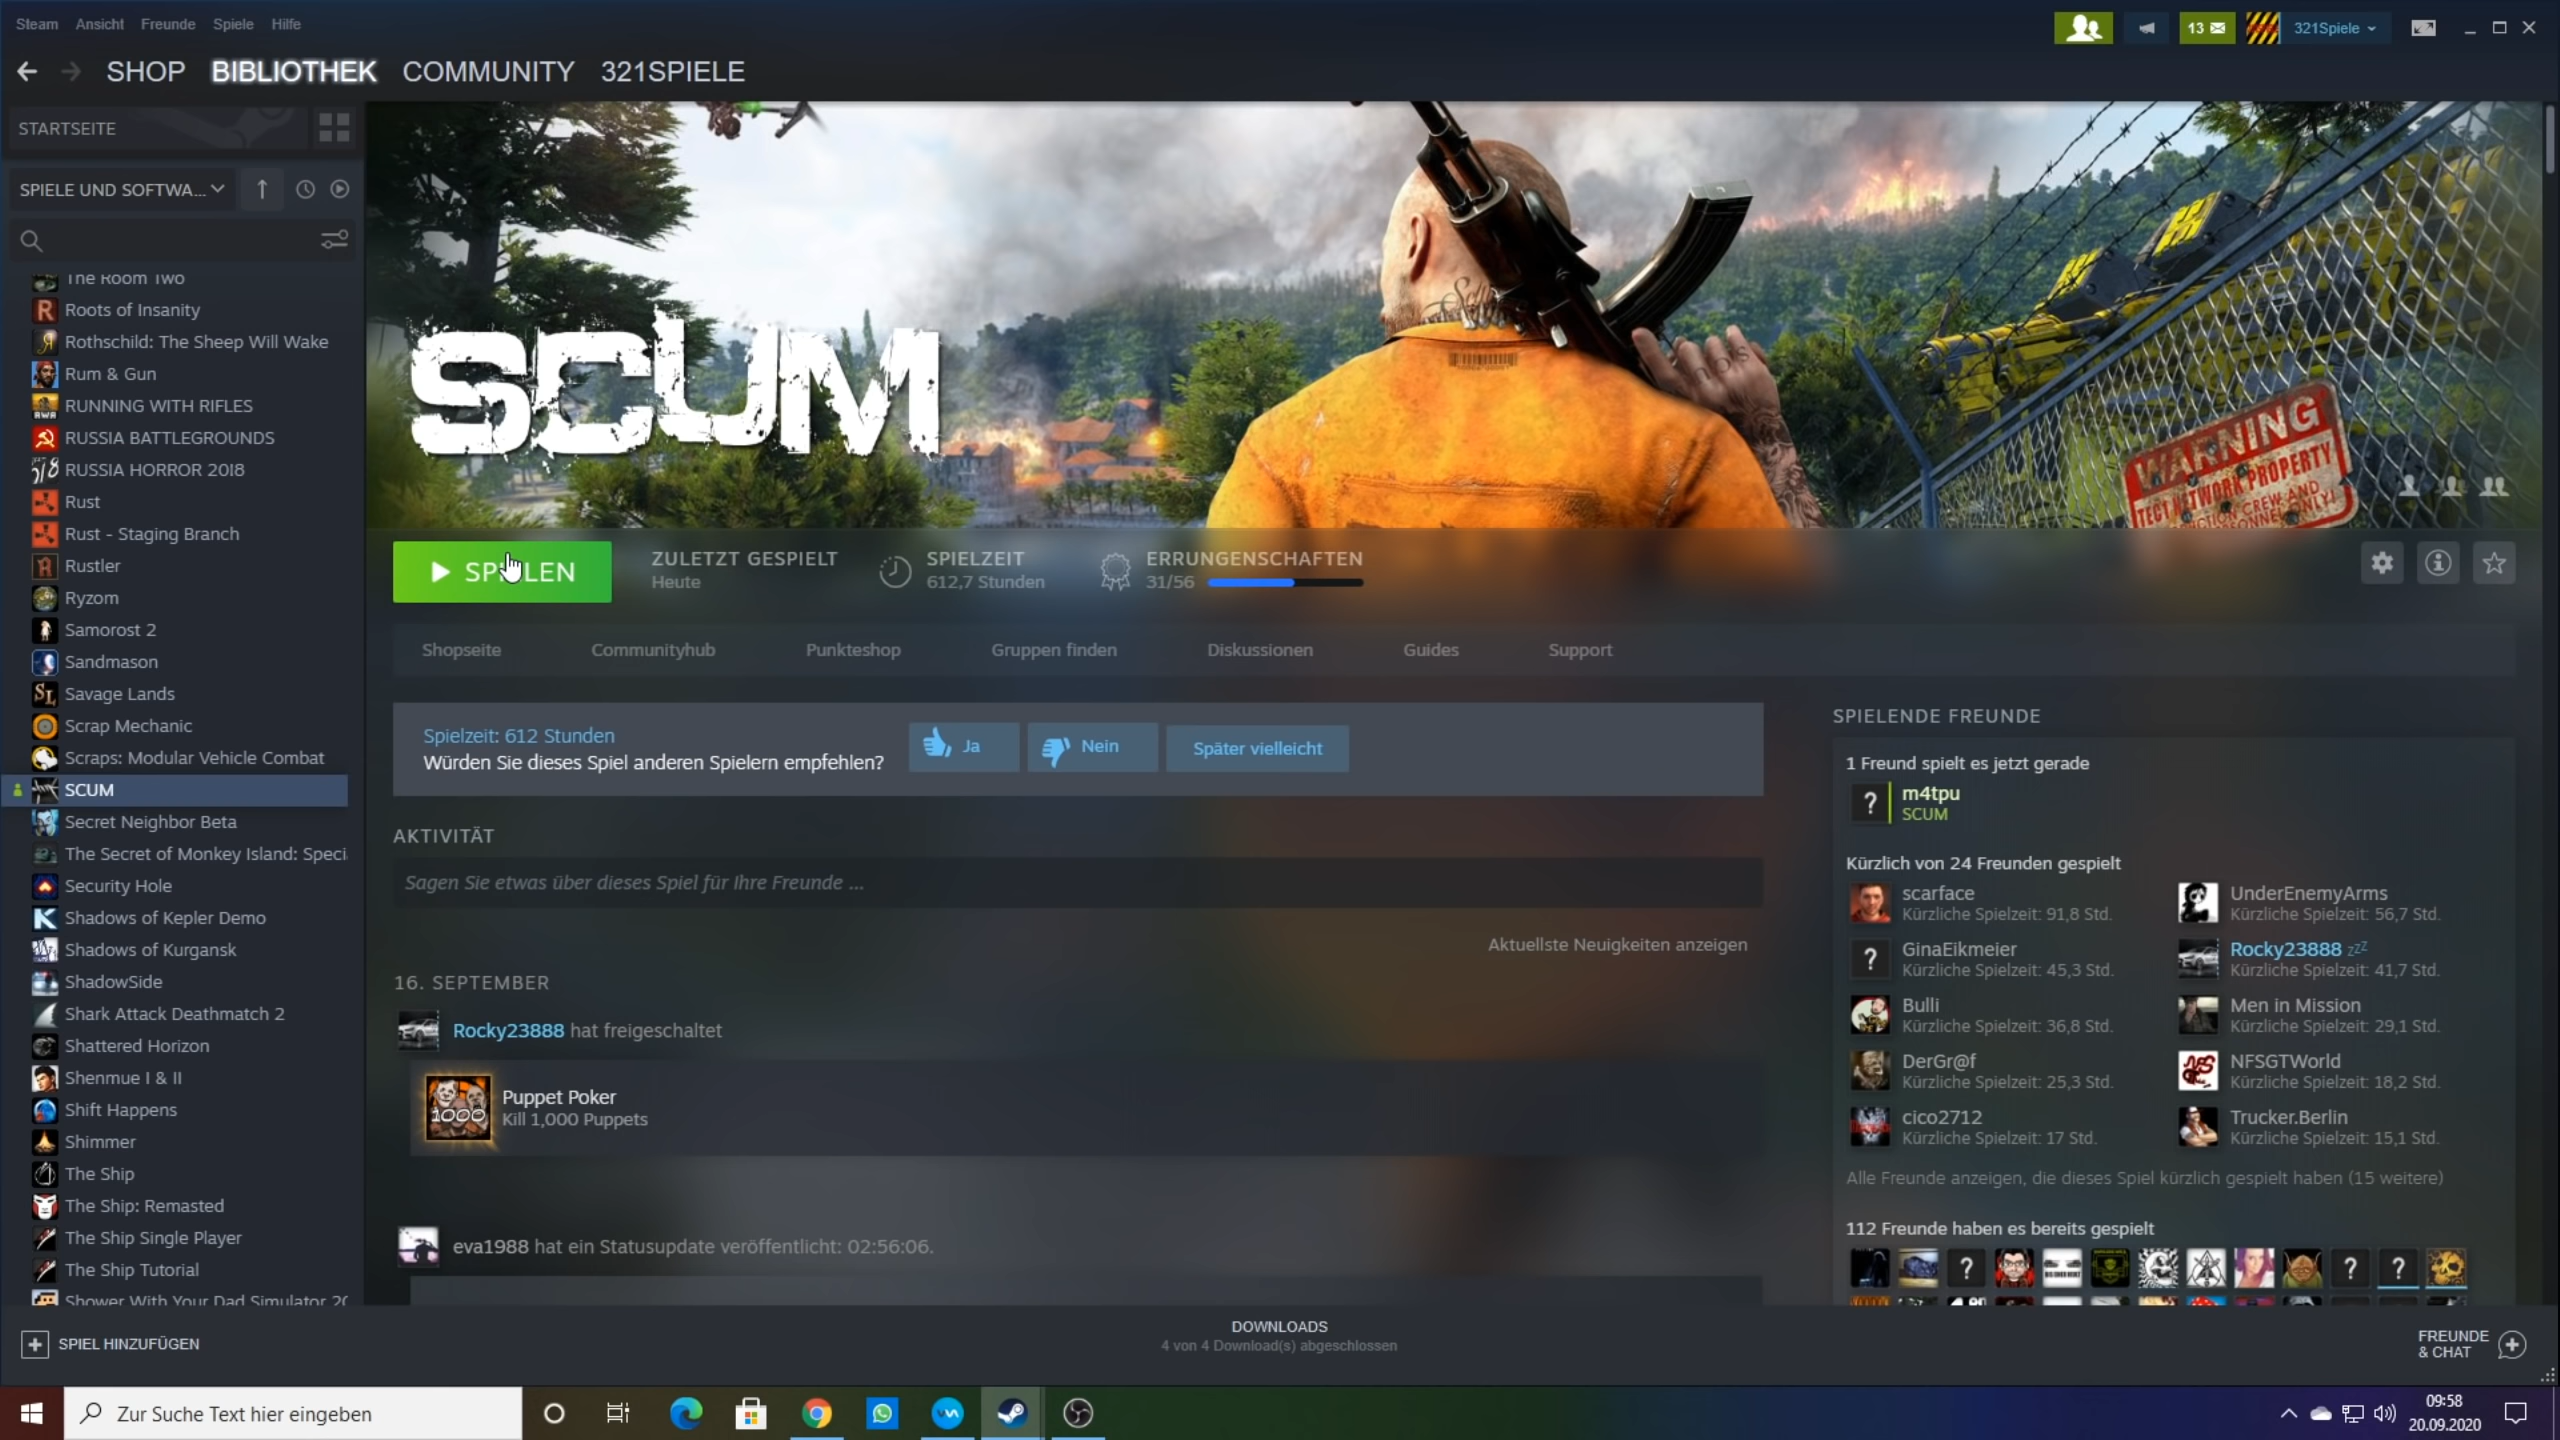 Steam Ansicht Freunde Spiele Hilfe
13
321Spiele
SHOP BIBLIOTHEK COMMUNITY 321SPIELE
STARTSEITE
SPIELE UND SOFTWA...
The Room Two
Roots of Insanity
Rothschild: The Sheep Will Wake
Rum & Gun
RUNNING WITH RIFLES
RUSSIA BATTLEGROUNDS
RUSSIA HORROR 2018
Rust
Rust - Staging Branch
Rustler
Ryzom
Samorost 2
Sandmason
Savage Lands
Scrap Mechanic
Scraps: Modular Vehicle Combat
SCUM
Secret Neighbor Beta
The Secret of Monkey Island: Speci
Security Hole
Shadows of Kepler Demo
Shadows of Kurgansk
ShadowSide
Shark Attack Deathmatch 2
Shattered Horizon
Shenmue I & II
Shift Happens
Shimmer
The Ship
The Ship: Remasted
The Ship Single Player
The Ship Tutorial
Shower With Your Dad Simulator 20
SCUM
WARNING
TEC1 NETWORK PROPERTY
SPIELEN
ZULETZT GESPIELT
Heute
SPIELZEIT
612,7 Stunden
ERRUNGENSCHAFTEN
31/56
Shopseite Communityhub Punkteshop Gruppen finden Diskussionen Guides Support
Spielzeit: 612 Stunden
Würden Sie dieses Spiel anderen Spielern empfehlen?
Ja
Nein
Später vielleicht
AKTIVITÄT
Sagen Sie etwas über dieses Spiel für Ihre Freunde ...
Aktuellste Neuigkeiten anzeigen
16. SEPTEMBER
Rocky23888 hat freigeschaltet
1000
Puppet Poker
Kill 1,000 Puppets
eva1988 hat ein Statusupdate veröffentlicht: 02:56:06.
SPIELENDE FREUNDE
1 Freund spielt es jetzt gerade
m4tpu
SCUM
Kürzlich von 24 Freunden gespielt
scarface
Kürzliche Spielzeit: 91,8 Std.
UnderEnemyArms
Kürzliche Spielzeit: 56,7 Std.
GinaEikmeier
Kürzliche Spielzeit: 45,3 Std.
Rocky23888 zzZ
Kürzliche Spielzeit: 41,7 Std.
Bulli
Kürzliche Spielzeit: 36,8 Std.
Men in Mission
Kürzliche Spielzeit: 29,1 Std.
DerGr@f
Kürzliche Spielzeit: 25,3 Std.
NFSGTWorld
Kürzliche Spielzeit: 18,2 Std.
cico2712
Kürzliche Spielzeit: 17 Std.
Trucker.Berlin
Kürzliche Spielzeit: 15,1 Std.
Alle Freunde anzeigen, die dieses Spiel kürzlich gespielt haben (15 weitere)
112 Freunde haben es bereits gespielt
SPIEL HINZUFÜGEN
DOWNLOADS
4 von 4 Download(s) abgeschlossen
FREUNDE
& CHAT
Zur Suche Text hier eingeben
09:58
20.09.2020